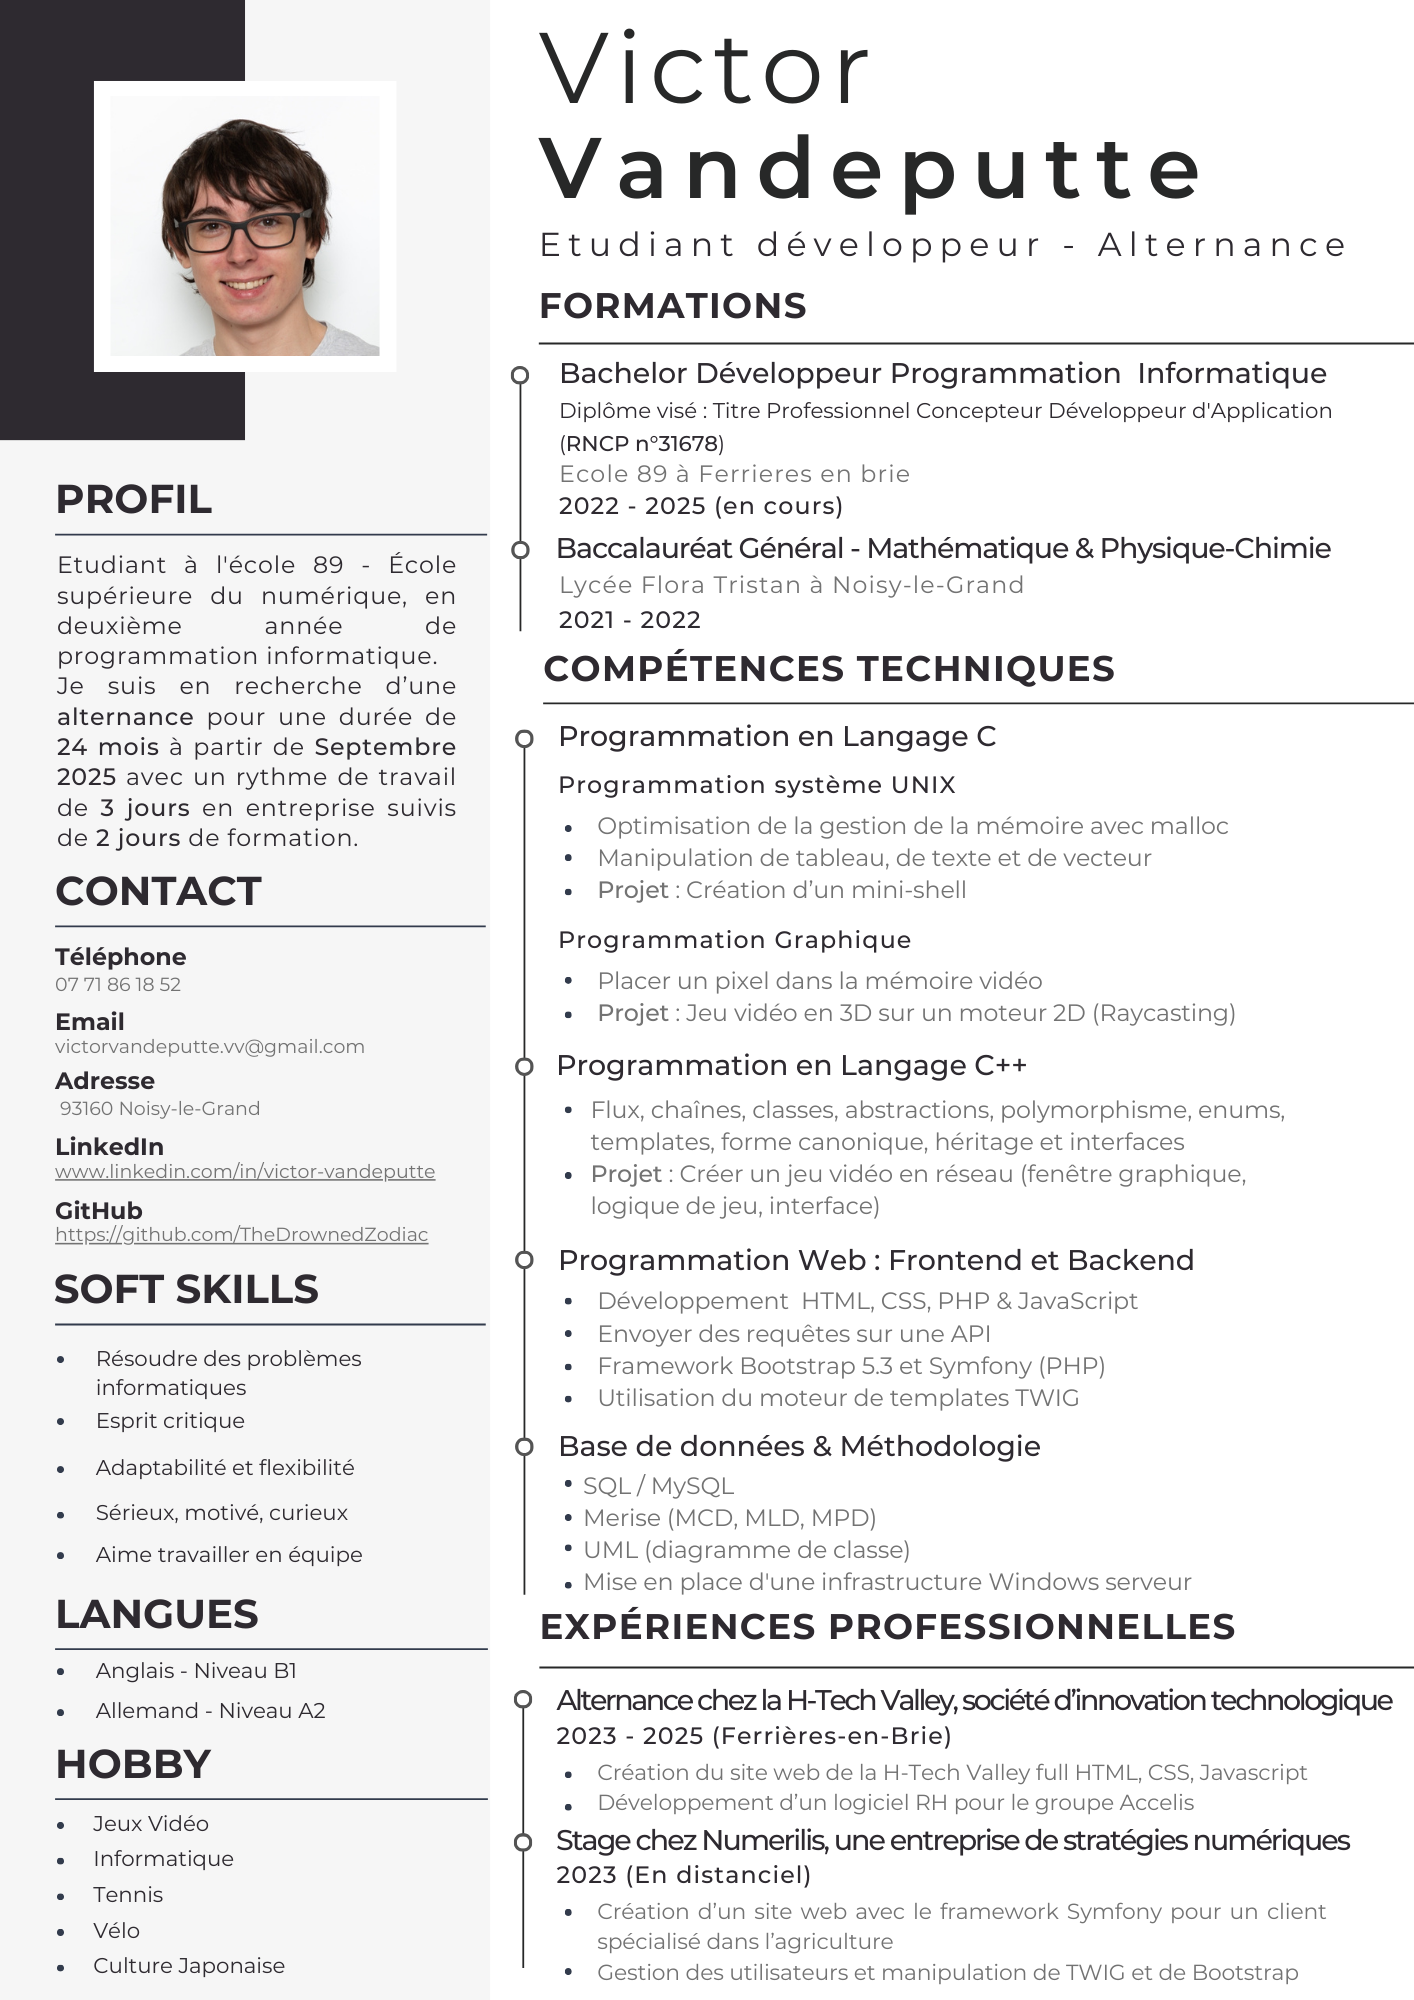 Victor
Vandeputte
Etudiant développeur - Alternance
PROFIL
Etudiant à l'école 89 - École
supérieure du numérique, en
deuxième année de
programmation informatique.
Je suis en recherche d’une
alternance pour une durée de
24 mois à partir de Septembre
2025 avec un rythme de travail
de 3 jours en entreprise suivis
de 2 jours de formation.
CONTACT
Téléphone
07 71 86 18 52
Email
victorvandeputte.vv@gmail.com
Adresse
93160 Noisy-le-Grand
LinkedIn
www.linkedin.com/in/victor-vandeputte
GitHub
https://github.com/TheDrownedZodiac
SOFT SKILLS
• Résoudre des problèmes
informatiques
• Esprit critique
• Adaptabilité et flexibilité
• Sérieux, motivé, curieux
• Aime travailler en équipe
LANGUES
• Anglais - Niveau B1
• Allemand - Niveau A2
HOBBY
• Jeux Vidéo
• Informatique
• Tennis
• Vélo
• Culture Japonaise
FORMATIONS
Bachelor Développeur Programmation  Informatique
Diplôme visé : Titre Professionnel Concepteur Développeur d'Application
(RNCP n°31678)
Ecole 89 à Ferrieres en brie
2022 - 2025 (en cours)
Baccalauréat Général - Mathématique & Physique-Chimie
Lycée Flora Tristan à Noisy-le-Grand
2021 - 2022
COMPÉTENCES TECHNIQUES
Programmation en Langage C
Programmation système UNIX
• Optimisation de la gestion de la mémoire avec malloc
• Manipulation de tableau, de texte et de vecteur
• Projet : Création d’un mini-shell
Programmation Graphique
• Placer un pixel dans la mémoire vidéo
• Projet : Jeu vidéo en 3D sur un moteur 2D (Raycasting)
Programmation en Langage C++
• Flux, chaînes, classes, abstractions, polymorphisme, enums,
templates, forme canonique, héritage et interfaces
• Projet : Créer un jeu vidéo en réseau (fenêtre graphique,
logique de jeu, interface)
Programmation Web : Frontend et Backend
• Développement  HTML, CSS, PHP & JavaScript
• Envoyer des requêtes sur une API
• Framework Bootstrap 5.3 et Symfony (PHP)
• Utilisation du moteur de templates TWIG
Base de données & Méthodologie
• SQL / MySQL
• Merise (MCD, MLD, MPD)
• UML (diagramme de classe)
• Mise en place d'une infrastructure Windows serveur
EXPÉRIENCES PROFESSIONNELLES
Alternance chez la H-Tech Valley, société d’innovation technologique
2023 - 2025 (Ferrières-en-Brie)
• Création du site web de la H-Tech Valley full HTML, CSS, Javascript
• Développement d’un logiciel RH pour le groupe Accelis
Stage chez Numerilis, une entreprise de stratégies numériques
2023 (En distanciel)
• Création d’un site web avec le framework Symfony pour un client
spécialisé dans l’agriculture
• Gestion des utilisateurs et manipulation de TWIG et de Bootstrap